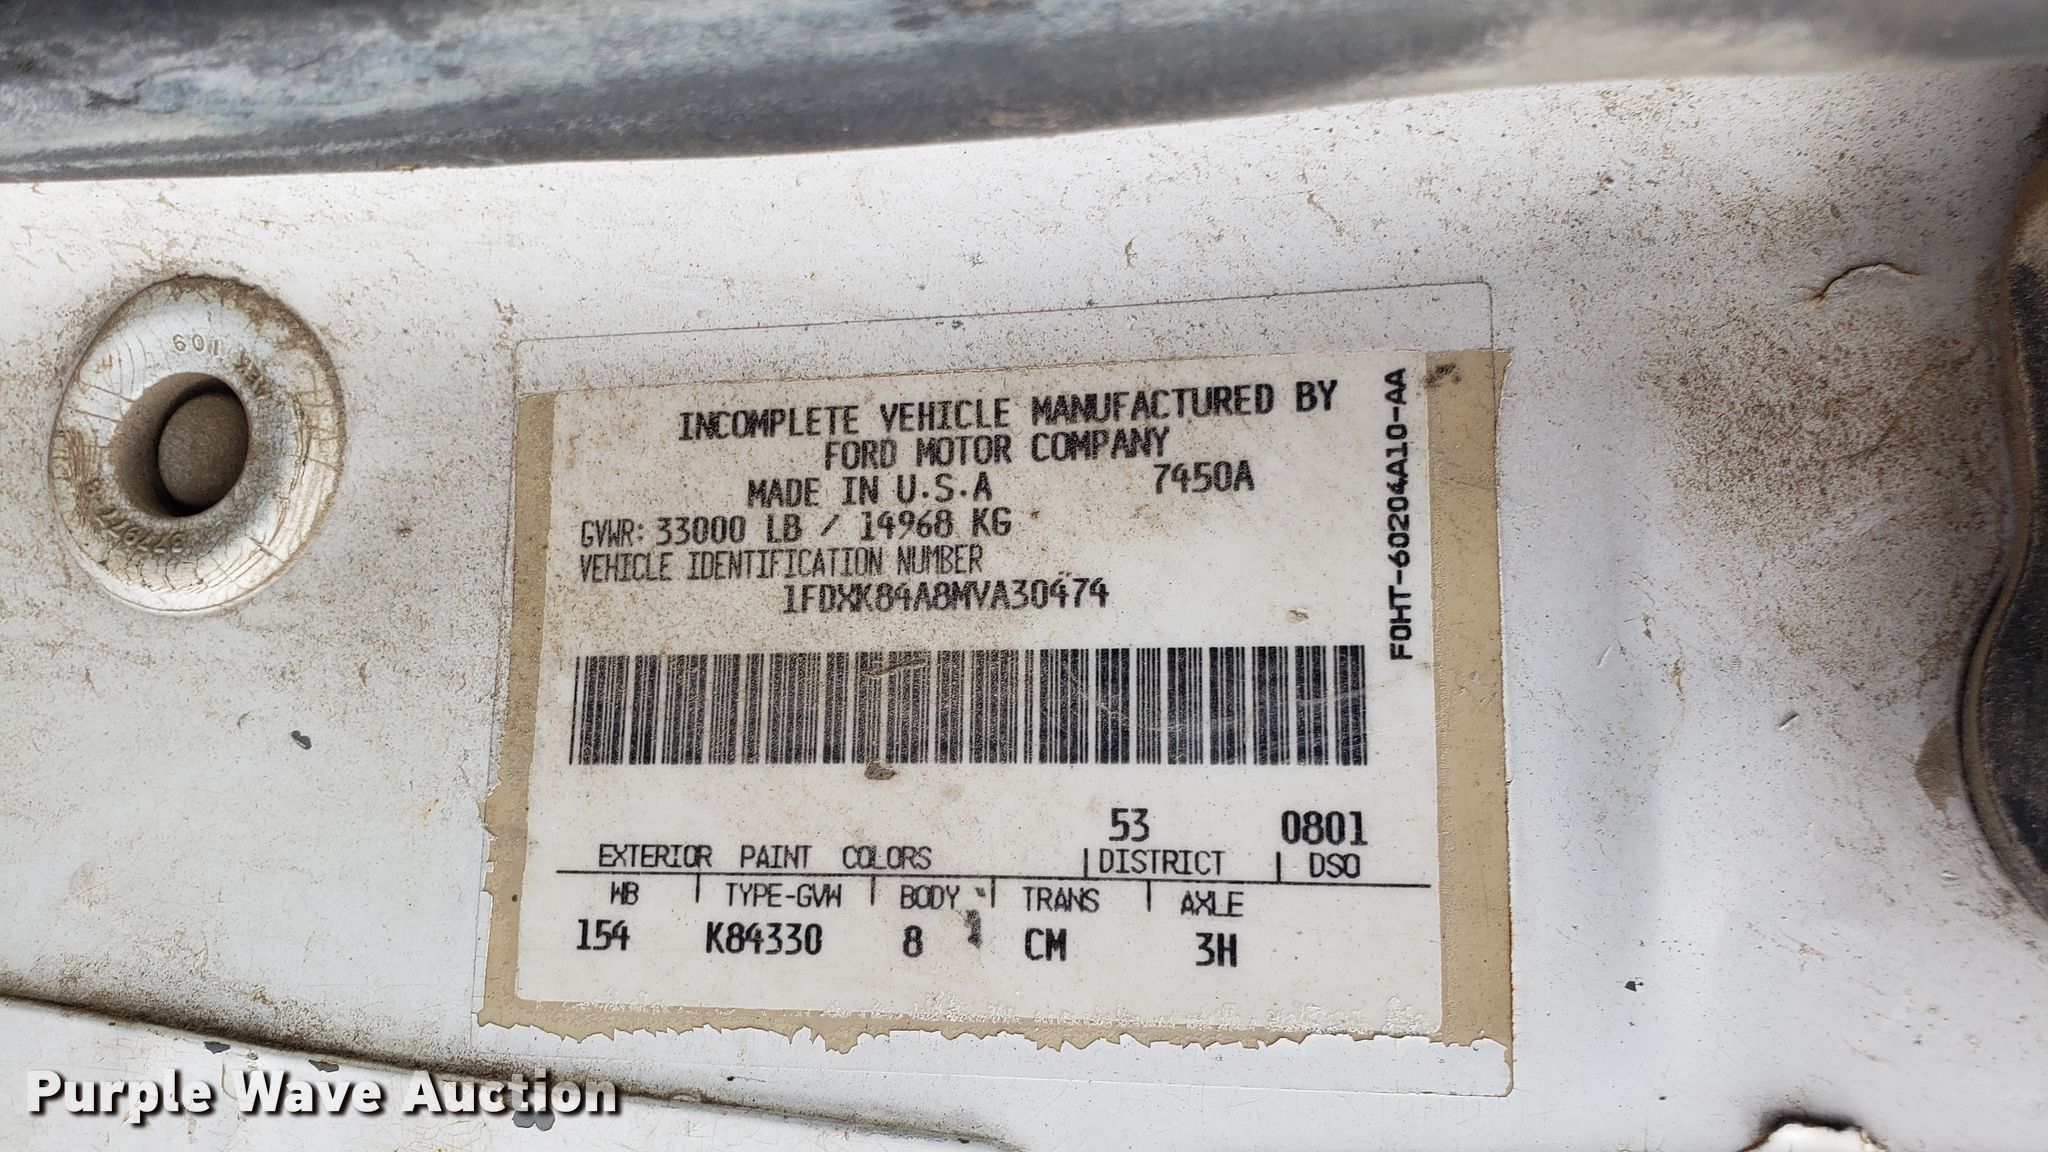 INCOMPLETE VEHICLE MANUFACTURED BY
FORD MOTOR COMPANY
MADE IN U.S.A 7450A
GVWR: 33000 LB / 14968 KG
VEHICLE IDENTIFICATION NUMBER
1FDXK84A8MVA30474
F0HT-60204A10-AA
53 0801
EXTERIOR PAINT COLORS | DISTRICT | DSO
WB | TYPE-GVW | BODY | TRANS | AXLE
154 K84330 8 CM 3H
Purple Wave Auction